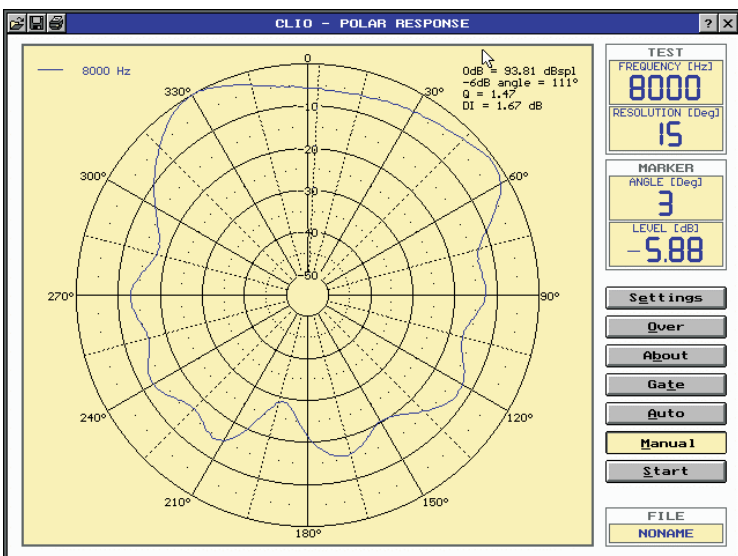 CLIO - POLAR RESPONSE
? X
8000 Hz
0dB = 93.81 dBspl
-6dB angle = 111°
Q = 1.47
DI = 1.67 dB
0
330°
30°
-10
-20
300°
60°
-30
-40
-50
270°
90°
240°
120°
210°
150°
180°
TEST
FREQUENCY [Hz]
8000
RESOLUTION [Deg]
15
MARKER
ANGLE [Deg]
3
LEVEL [dB]
-5.88
Settings
Over
About
Gate
Auto
Manual
Start
FILE
NONAME